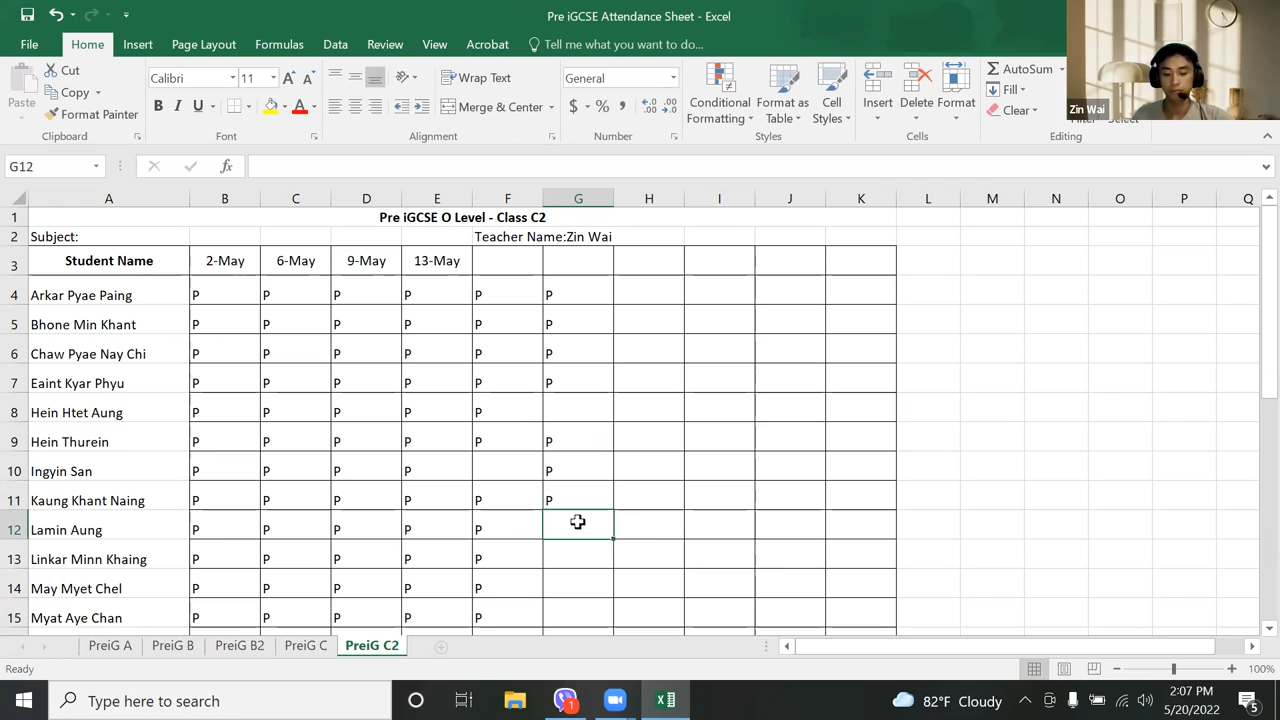 Pre iGCSE Attendance Sheet - Excel
File Home Insert Page Layout Formulas Data Review View Acrobat Tell me what you want to do...
Paste
Cut
Copy
Format Painter
Clipboard
Calibri 11
B I U
Font
Wrap Text
Merge & Center
Alignment
General
$ % ,
Number
Conditional Formatting
Format as Table
Cell Styles
Styles
Insert Delete Format
Cells
AutoSum
Fill
Clear
Editing
Zin Wai
G12
fx
A B C D E F G H I J K L M N O P Q
1 Pre iGCSE O Level - Class C2
2 Subject: Teacher Name:Zin Wai
3 Student Name 2-May 6-May 9-May 13-May
4 Arkar Pyae Paing P P P P P P
5 Bhone Min Khant P P P P P P
6 Chaw Pyae Nay Chi P P P P P P
7 Eaint Kyar Phyu P P P P P P
8 Hein Htet Aung P P P P P
9 Hein Thurein P P P P P P
10 Ingyin San P P P P P
11 Kaung Khant Naing P P P P P P
12 Lamin Aung P P P P P
13 Linkar Minn Khaing P P P P P
14 May Myet Chel P P P P P
15 Myat Aye Chan P P P P P
PreiG A PreiG B PreiG B2 PreiG C PreiG C2
Ready
100%
Type here to search
1
82°F Cloudy
2:07 PM
5/20/2022
5